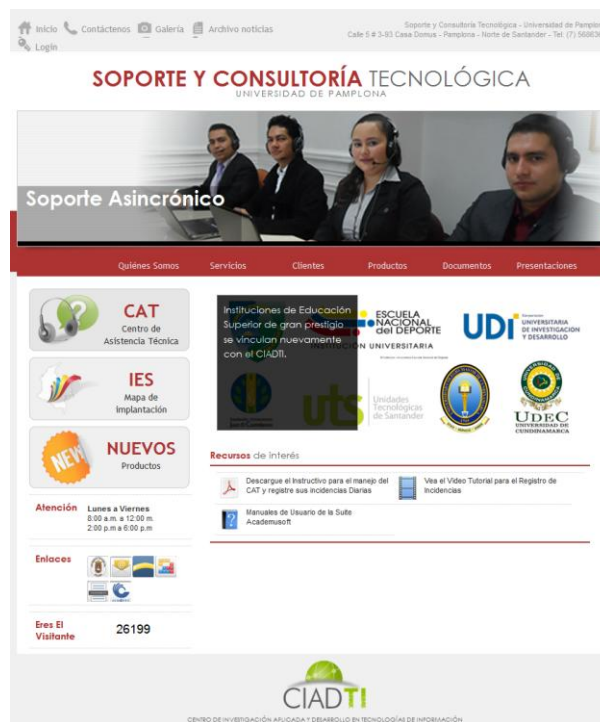 Inicio Contáctenos Galería Archivo noticias
Login
Soporte y Consultoría Tecnológica - Universidad de Pamplon
Calle 5 # 3-93 Casa Domus - Pamplona - Norte de Santander - Tel: (7) 568636
SOPORTE Y CONSULTORÍA TECNOLÓGICA
UNIVERSIDAD DE PAMPLONA
Soporte Asincrónico
Quiénes Somos Servicios Clientes Productos Documentos Presentaciones
CAT
Centro de
Asistencia Técnica
IES
Mapa de
Implantación
NUEVOS
Productos
Atención
Lunes a Viernes
8:00 a.m. a 12:00 m.
2:00 p.m a 6:00 p.m
Enlaces
Eres El
Visitante
26199
Instituciones de Educación
Superior de gran prestigio
se vinculan nuevamente
con el CIADTI.
ESCUELA
NACIONAL
del DEPORTE
INSTITUCIÓN UNIVERSITARIA
UDi
UNIVERSITARIA
DE INVESTIGACIÓN
Y DESARROLLO
uts
Unidades
Tecnológicas
de Santander
UDEC
UNIVERSIDAD DE
CUNDINAMARCA
Recursos de interés
Descargue el Instructivo para el manejo del
CAT y registre sus incidencias Diarias
Vea el Video Tutorial para el Registro de
Incidencias
Manuales de Usuario de la Suite
Academusoft
CIADTI
CENTRO DE INVESTIGACIÓN APLICADA Y DESARROLLO EN TECNOLOGÍAS DE INFORMACIÓN